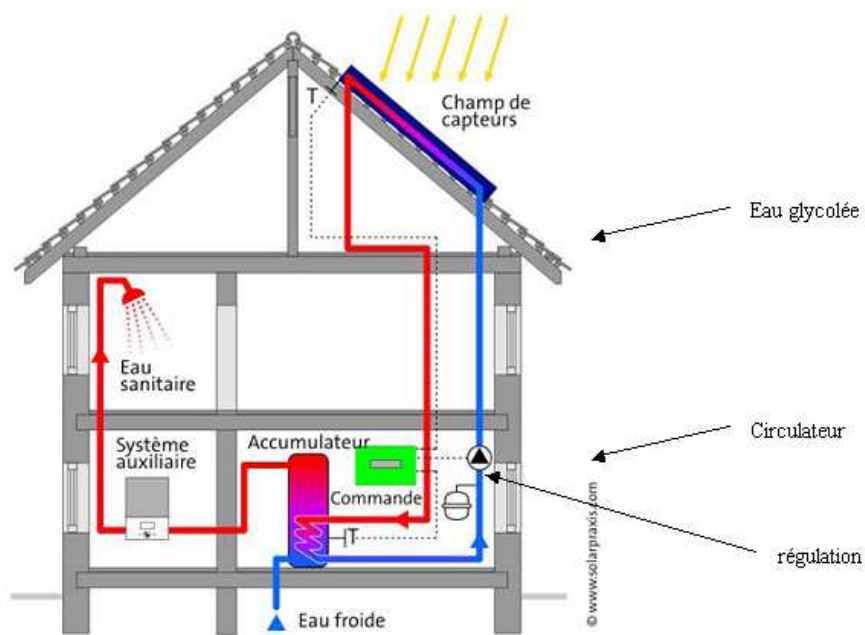 T
Champ de
capteurs
Eau glycolée
Eau
sanitaire
Système
auxiliaire
Accumulateur
Commande
T
Circulateur
régulation
Eau froide
© www.solarpraxis.com